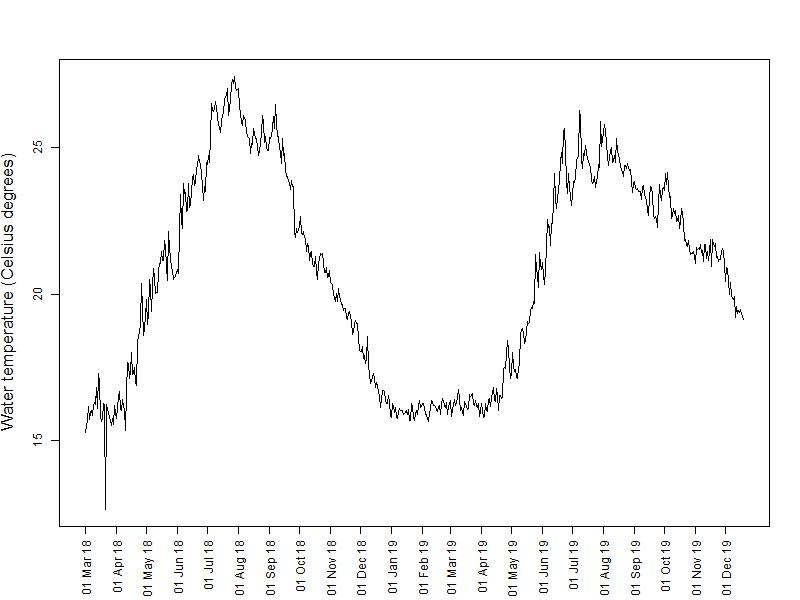 Water temperature (Celsius degrees)
25
20
15
01 Mar 18
01 Apr 18
01 May 18
01 Jun 18
01 Jul 18
01 Aug 18
01 Sep 18
01 Oct 18
01 Nov 18
01 Dec 18
01 Jan 19
01 Feb 19
01 Mar 19
01 Apr 19
01 May 19
01 Jun 19
01 Jul 19
01 Aug 19
01 Sep 19
01 Oct 19
01 Nov 19
01 Dec 19